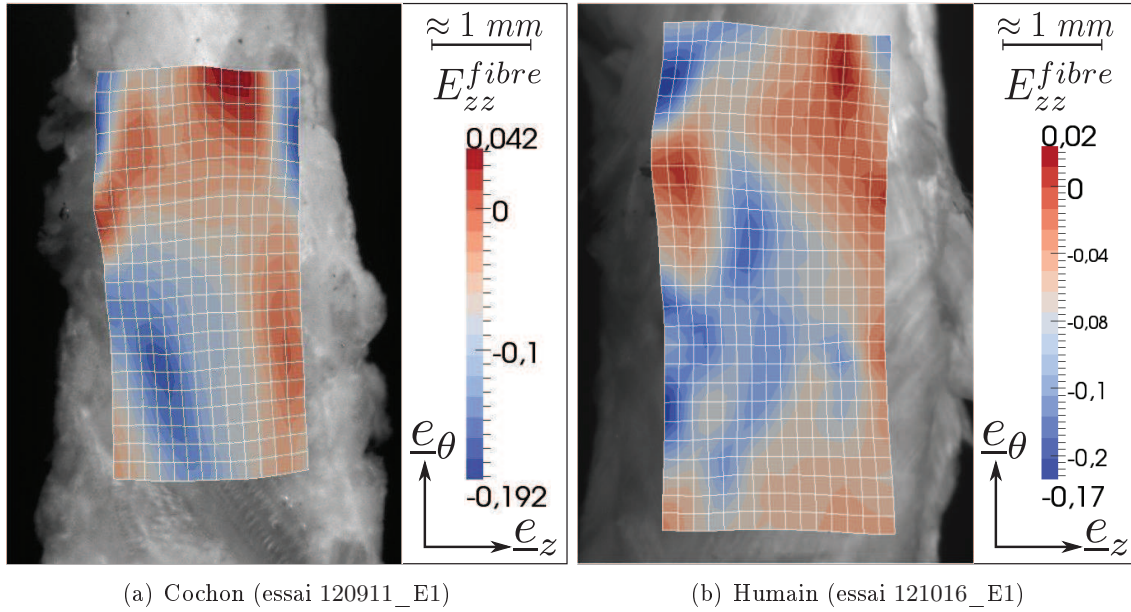 ≈ 1 mm
E_zz^fibre
0,042
0
-0,1
-0,192
e_θ
e_z
≈ 1 mm
E_zz^fibre
0,02
0
-0,04
-0,08
-0,1
-0,2
-0,17
e_θ
e_z
(a) Cochon (essai 120911_E1)
(b) Humain (essai 121016_E1)